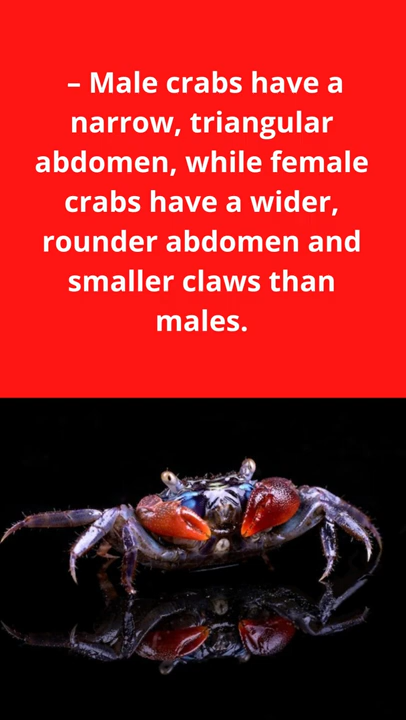 – Male crabs have a
narrow, triangular
abdomen, while female
crabs have a wider,
rounder abdomen and
smaller claws than
males.